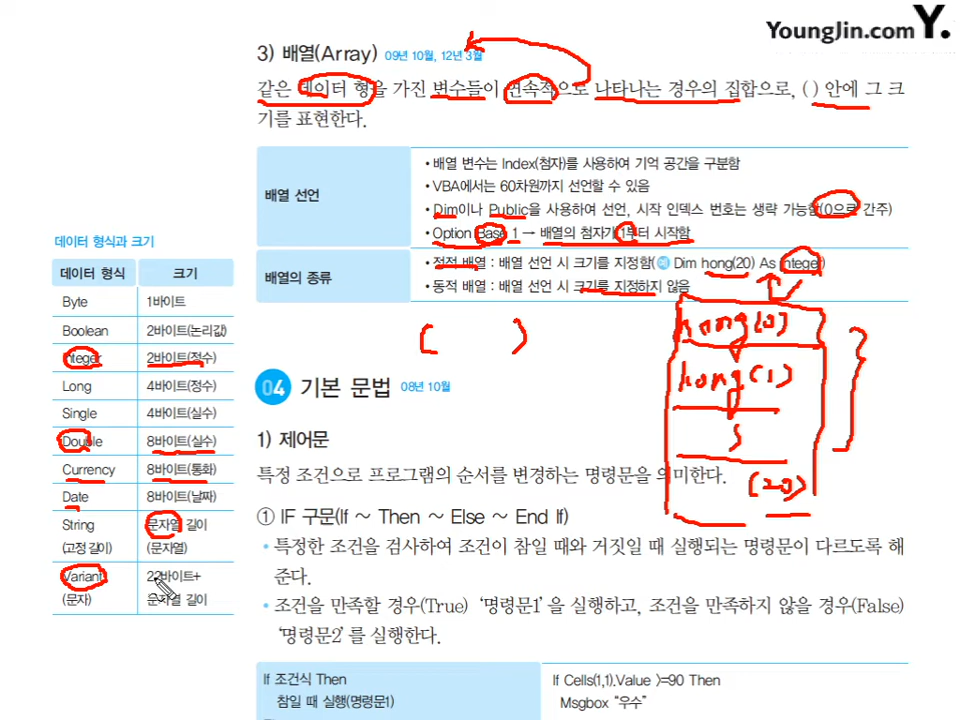 YoungJin.com Y.
3) 배열(Array) 09년 10월, 12년 3월
같은 데이터 형을 가진 변수들이 연속적으로 나타나는 경우의 집합으로, ( ) 안에 그 크
기를 표현한다.
배열 선언
• 배열 변수는 Index(첨자)를 사용하여 기억 공간을 구분함
• VBA에서는 60차원까지 선언할 수 있음
• Dim이나 Public을 사용하여 선언, 시작 인덱스 번호는 생략 가능함(0으로 간주)
• Option Base 1 → 배열의 첨자가 1부터 시작함
배열의 종류
• 정적 배열 : 배열 선언 시 크기를 지정함(예 Dim hong(20) As Integer)
• 동적 배열 : 배열 선언 시 크기를 지정하지 않음
( )
hong(0)
hong(1)
(20)
데이터 형식과 크기
데이터 형식 크기
Byte 1바이트
Boolean 2바이트(논리값)
Integer 2바이트(정수)
Long 4바이트(정수)
Single 4바이트(실수)
Double 8바이트(실수)
Currency 8바이트(통화)
Date 8바이트(날짜)
String 문자열 길이
(고정 길이) (문자열)
Variant 22바이트+
(문자) 문자열 길이
04 기본 문법 08년 10월
1) 제어문
특정 조건으로 프로그램의 순서를 변경하는 명령문을 의미한다.
① IF 구문(If ~ Then ~ Else ~ End If)
• 특정한 조건을 검사하여 조건이 참일 때와 거짓일 때 실행되는 명령문이 다르도록 해
준다.
• 조건을 만족할 경우(True) ‘명령문1’을 실행하고, 조건을 만족하지 않을 경우(False)
‘명령문2’를 실행한다.
If 조건식 Then
참일 때 실행(명령문1)
If Cells(1,1).Value >=90 Then
Msgbox “우수”